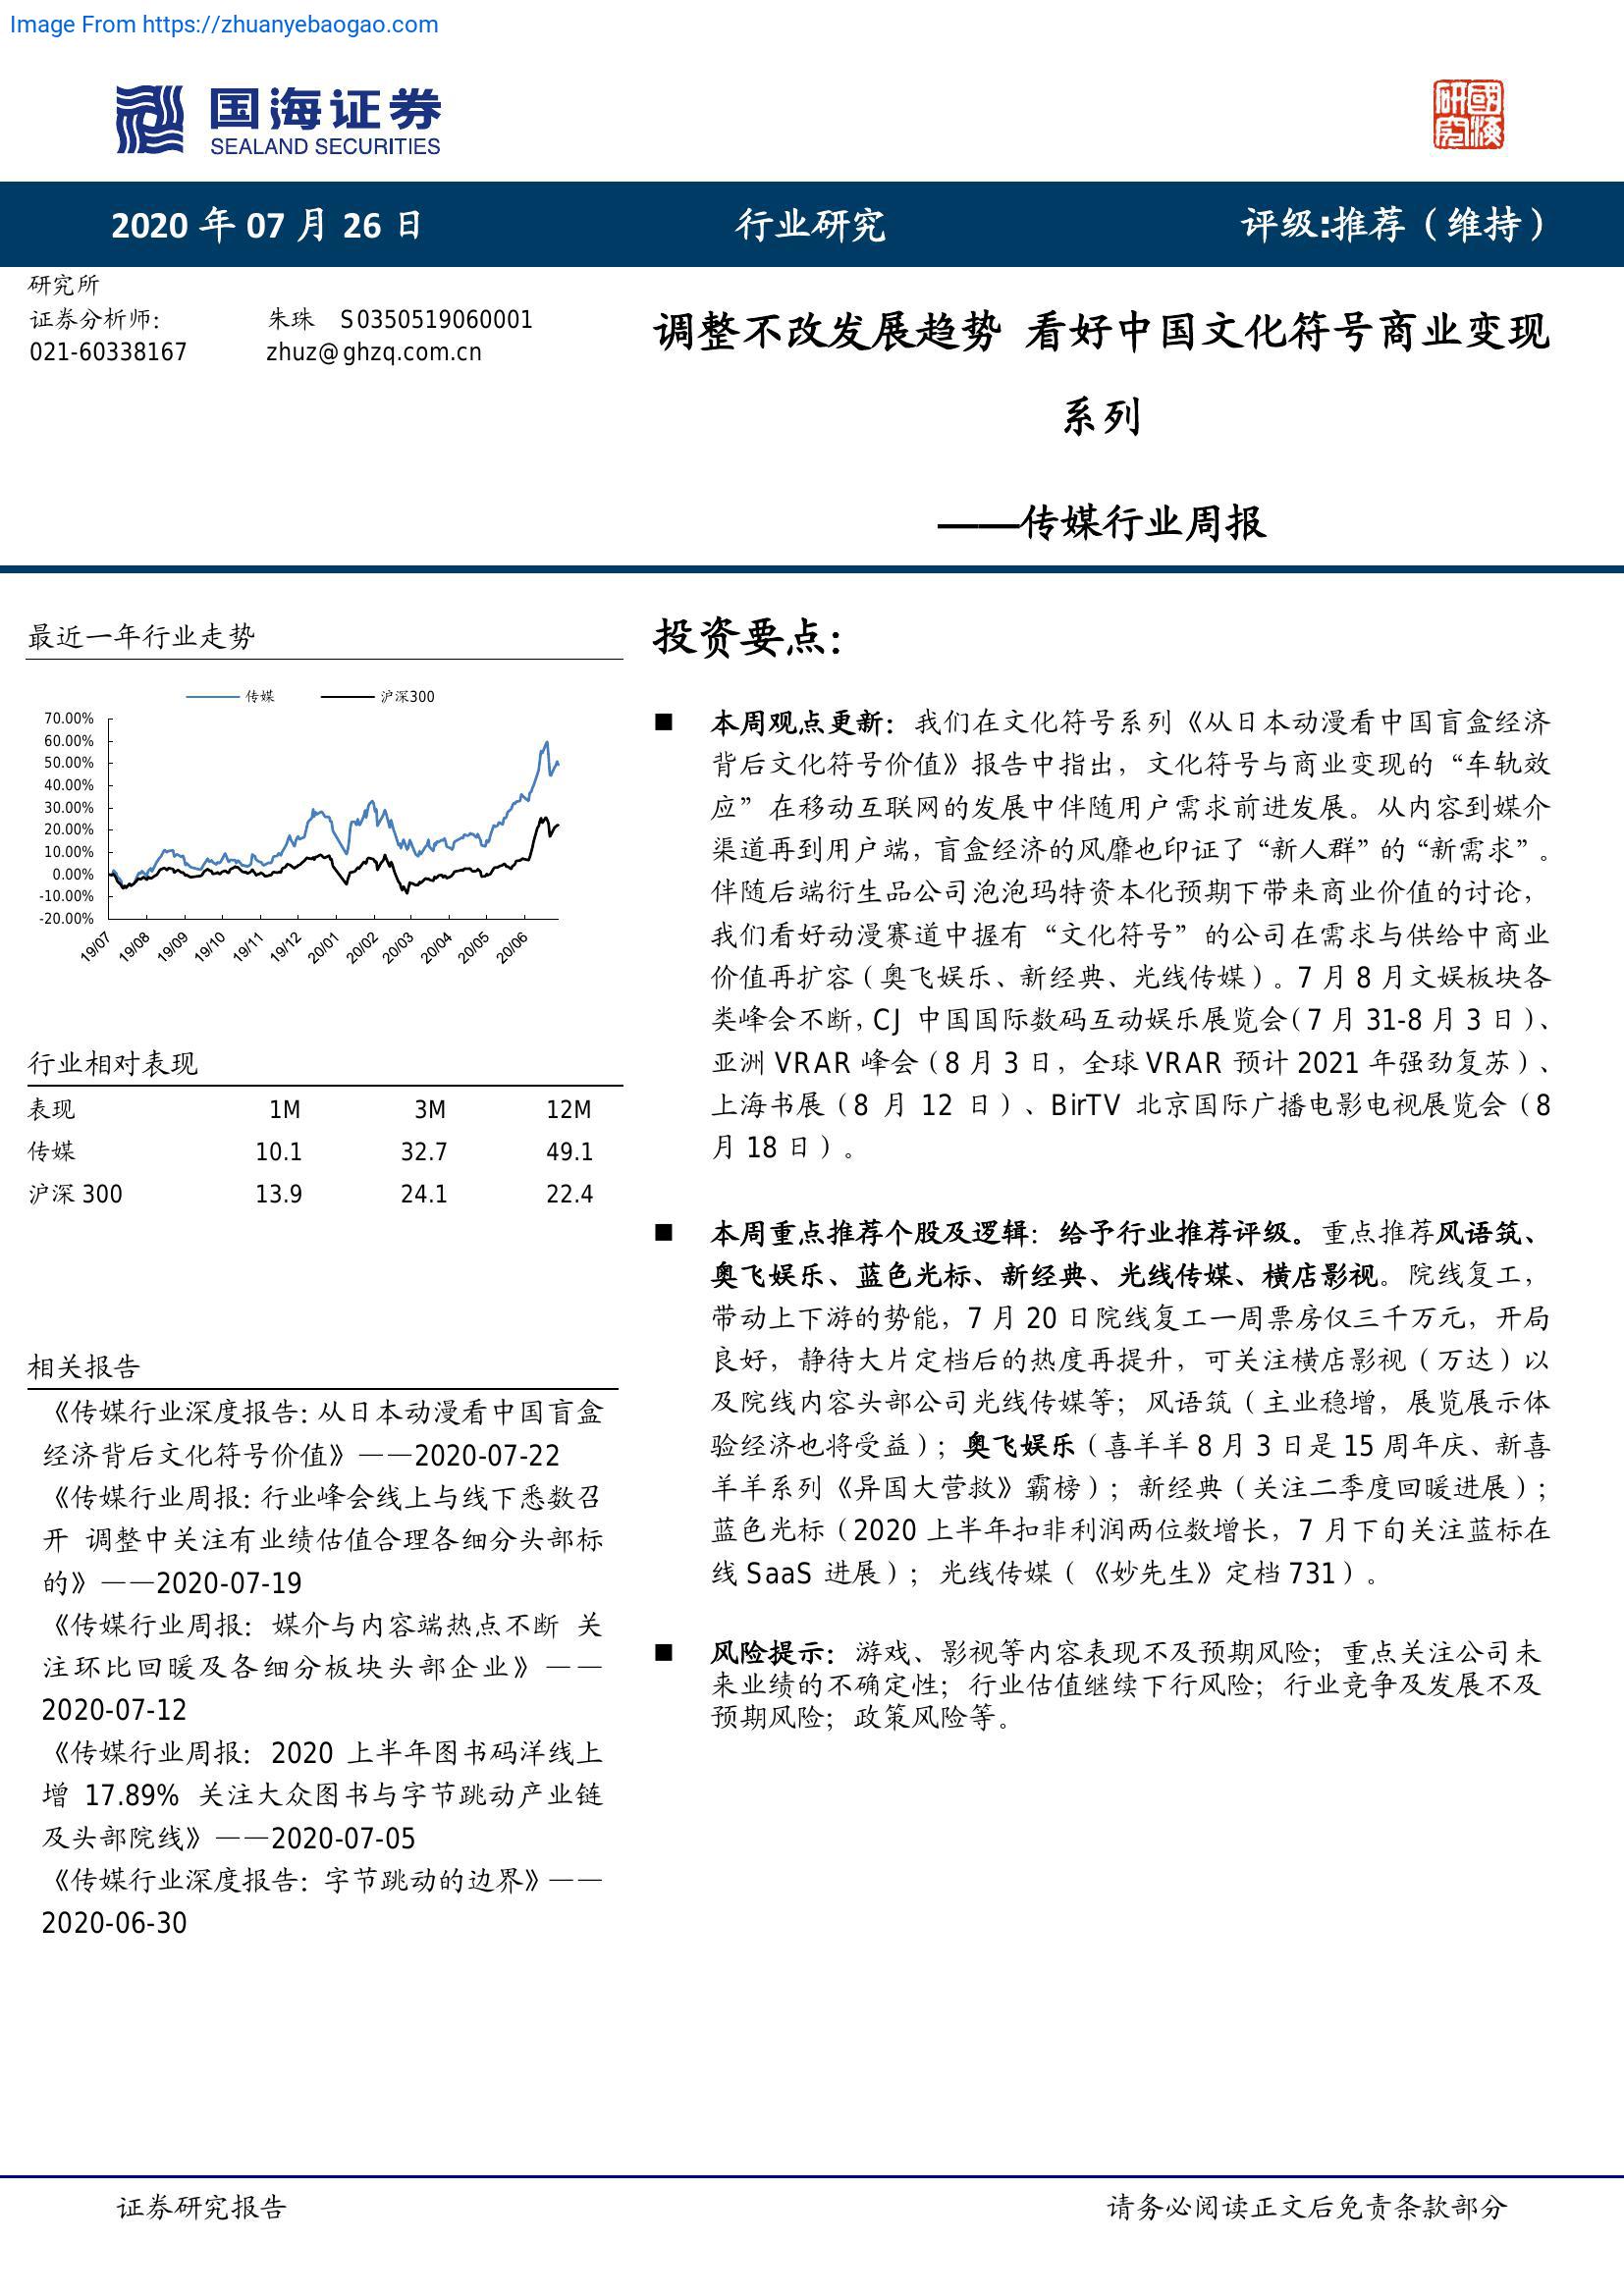 Image From https://zhuanyebaogao.com
国海证券
SEALAND SECURITIES
研究
國海
2020 年 07 月 26 日
行业研究
评级:推荐（维持）
研究所
证券分析师:
朱珠 S0350519060001
021-60338167
zhuz@ghzq.com.cn
调整不改发展趋势 看好中国文化符号商业变现
系列
——传媒行业周报
最近一年行业走势
传媒
沪深300
70.00%
60.00%
50.00%
40.00%
30.00%
20.00%
10.00%
0.00%
-10.00%
-20.00%
19/07
19/08
19/09
19/10
19/11
19/12
20/01
20/02
20/03
20/04
20/05
20/06
行业相对表现
表现 1M 3M 12M
传媒 10.1 32.7 49.1
沪深 300 13.9 24.1 22.4
相关报告
《传媒行业深度报告: 从日本动漫看中国盲盒
经济背后文化符号价值》——2020-07-22
《传媒行业周报: 行业峰会线上与线下悉数召
开 调整中关注有业绩估值合理各细分头部标
的》——2020-07-19
《传媒行业周报: 媒介与内容端热点不断 关
注环比回暖及各细分板块头部企业》——
2020-07-12
《传媒行业周报: 2020 上半年图书码洋线上
增 17.89% 关注大众图书与字节跳动产业链
及头部院线》——2020-07-05
《传媒行业深度报告: 字节跳动的边界》——
2020-06-30
投资要点:
■ 本周观点更新: 我们在文化符号系列《从日本动漫看中国盲盒经济
背后文化符号价值》报告中指出，文化符号与商业变现的“车轨效
应”在移动互联网的发展中伴随用户需求前进发展。从内容到媒介
渠道再到用户端，盲盒经济的风靡也印证了“新人群”的“新需求”。
伴随后端衍生品公司泡泡玛特资本化预期下带来商业价值的讨论，
我们看好动漫赛道中握有“文化符号”的公司在需求与供给中商业
价值再扩容（奥飞娱乐、新经典、光线传媒）。7 月 8 月文娱板块各
类峰会不断，CJ 中国国际数码互动娱乐展览会（7 月 31-8 月 3 日）、
亚洲 VRAR 峰会（8 月 3 日，全球 VRAR 预计 2021 年强劲复苏）、
上海书展（8 月 12 日）、BirTV 北京国际广播电影电视展览会（8
月 18 日）。
■ 本周重点推荐个股及逻辑: 给予行业推荐评级。重点推荐风语筑、
奥飞娱乐、蓝色光标、新经典、光线传媒、横店影视。院线复工，
带动上下游的势能，7 月 20 日院线复工一周票房仅三千万元，开局
良好，静待大片定档后的热度再提升，可关注横店影视（万达）以
及院线内容头部公司光线传媒等；风语筑（主业稳增，展览展示体
验经济也将受益）；奥飞娱乐（喜羊羊 8 月 3 日是 15 周年庆、新喜
羊羊系列《异国大营救》霸榜）；新经典（关注二季度回暖进展）；
蓝色光标（2020 上半年扣非利润两位数增长，7 月下旬关注蓝标在
线 SaaS 进展）；光线传媒（《妙先生》定档 731）。
■ 风险提示: 游戏、影视等内容表现不及预期风险；重点关注公司未
来业绩的不确定性；行业估值继续下行风险；行业竞争及发展不及
预期风险；政策风险等。
证券研究报告
请务必阅读正文后免责条款部分